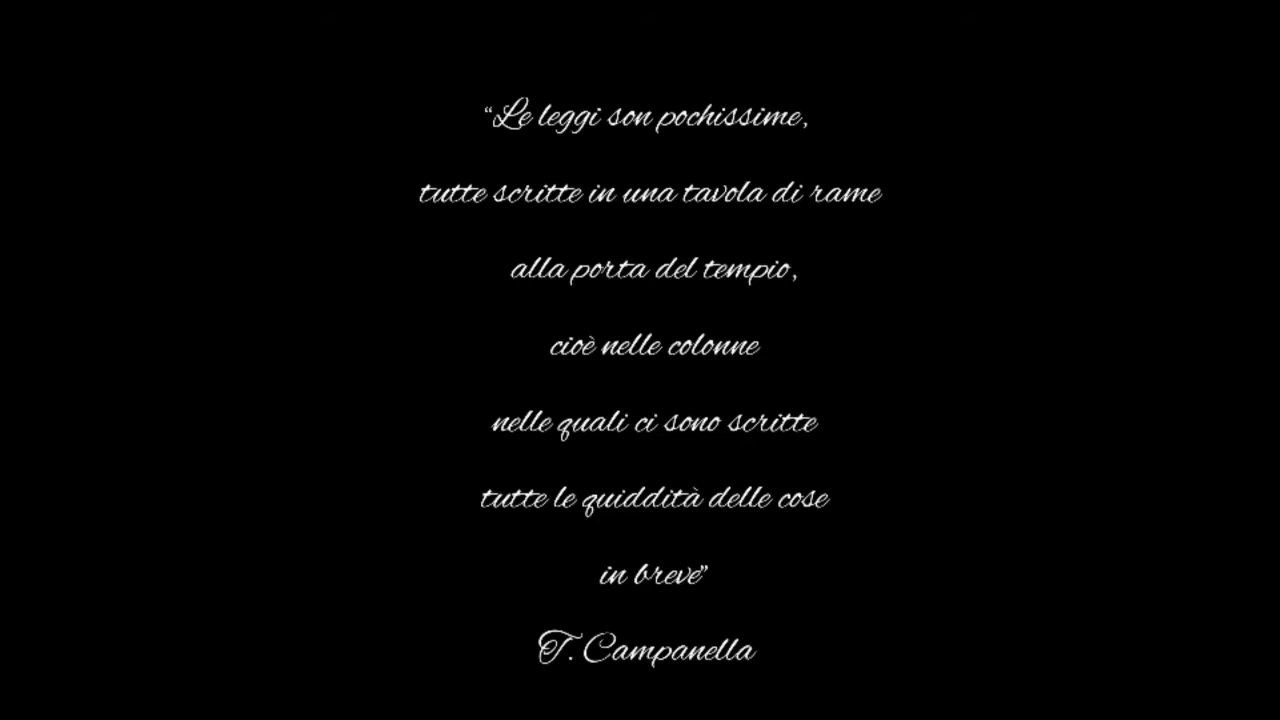 “Le leggi son pochissime,
tutte scritte in una tavola di rame
alla porta del tempio,
cioè nelle colonne
nelle quali ci sono scritte
tutte le quiddità delle cose
in breve”
T. Campanella